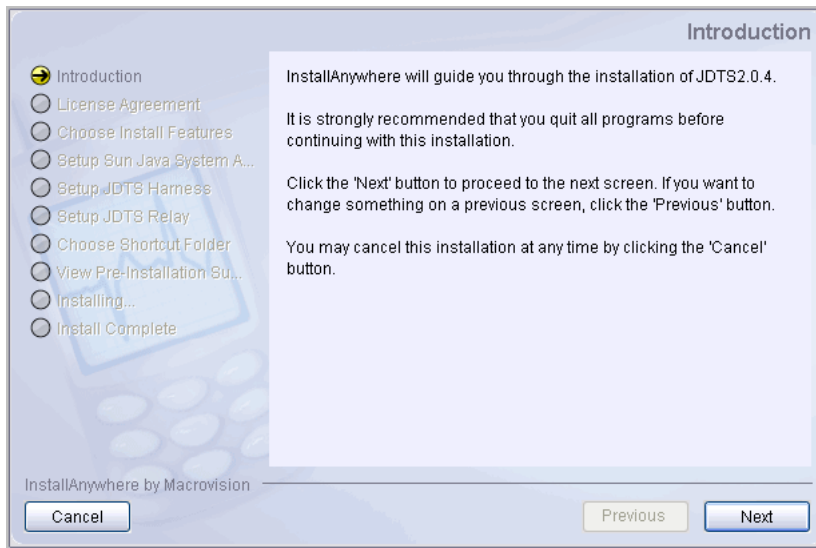 Introduction
Introduction
License Agreement
Choose Install Features
Setup Sun Java System A...
Setup JDTS Harness
Setup JDTS Relay
Choose Shortcut Folder
View Pre-Installation Su...
Installing...
Install Complete
InstallAnywhere will guide you through the installation of JDTS2.0.4.
It is strongly recommended that you quit all programs before
continuing with this installation.
Click the 'Next' button to proceed to the next screen. If you want to
change something on a previous screen, click the 'Previous' button.
You may cancel this installation at any time by clicking the 'Cancel'
button.
InstallAnywhere by Macrovision
Cancel
Previous
Next